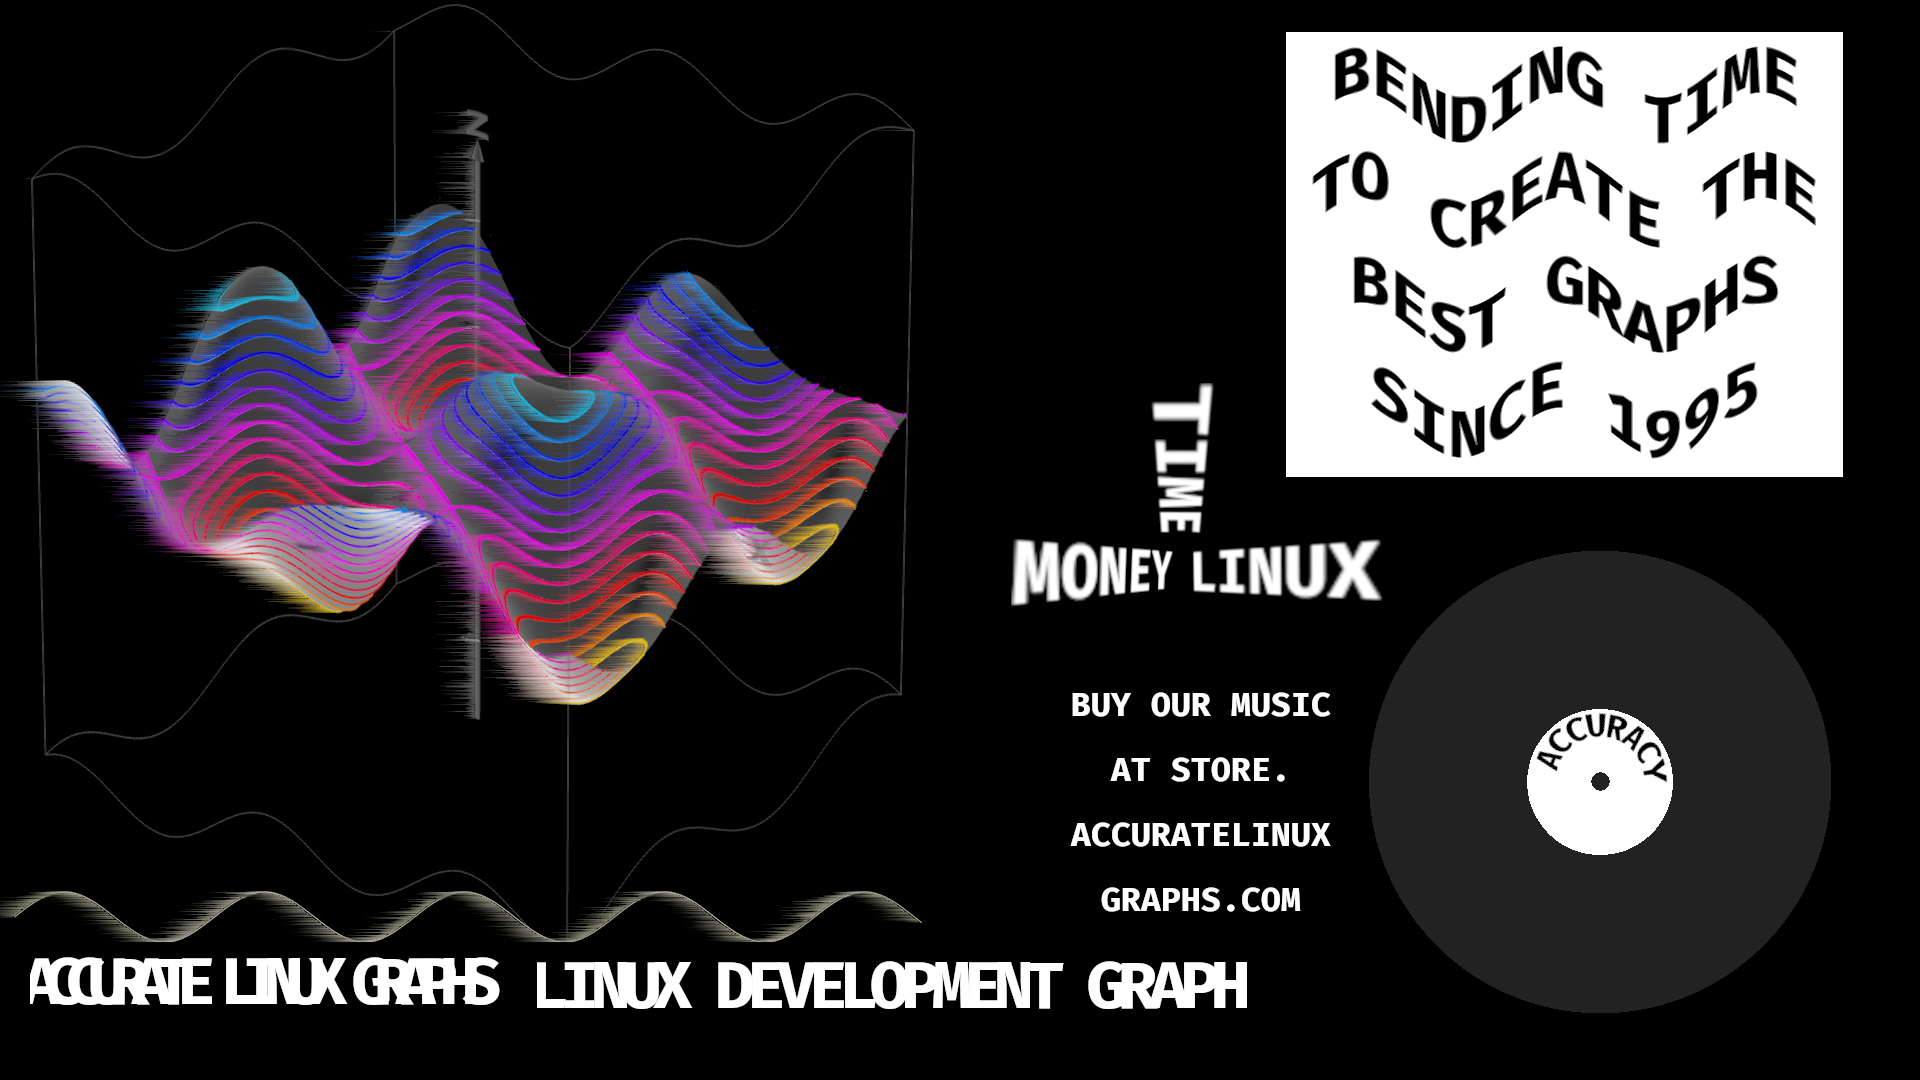 Z
BENDING TIME
TO CREATE THE
BEST GRAPHS
SINCE 1995
TIME
MONEY LINUX
BUY OUR MUSIC
AT STORE.
ACCURATELINUX
GRAPHS.COM
ACCURACY
ACCURATE LINUX GRAPHS
LINUX DEVELOPMENT GRAPH